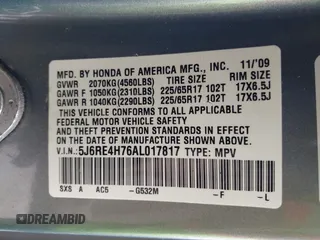 MFD. BY HONDA OF AMERICA MFG., INC. 11/'09
GVWR 2070KG(4560LBS) TIRE SIZE RIM SIZE
GAWR F 1050KG(2310LBS) 225/65R17 102T 17X6.5J
GAWR R 1040KG(2290LBS) 225/65R17 102T 17X6.5J
THIS VEHICLE CONFORMS TO ALL APPLICABLE
FEDERAL MOTOR VEHICLE SAFETY AND THEFT
PREVENTION STANDARDS IN EFFECT ON THE DATE
OF MANUFACTURE SHOWN ABOVE.
V.I.N.: 5J6RE4H76AL017817 TYPE: MPV
SXS A AC5 -G532M -F -L
DREAMBID